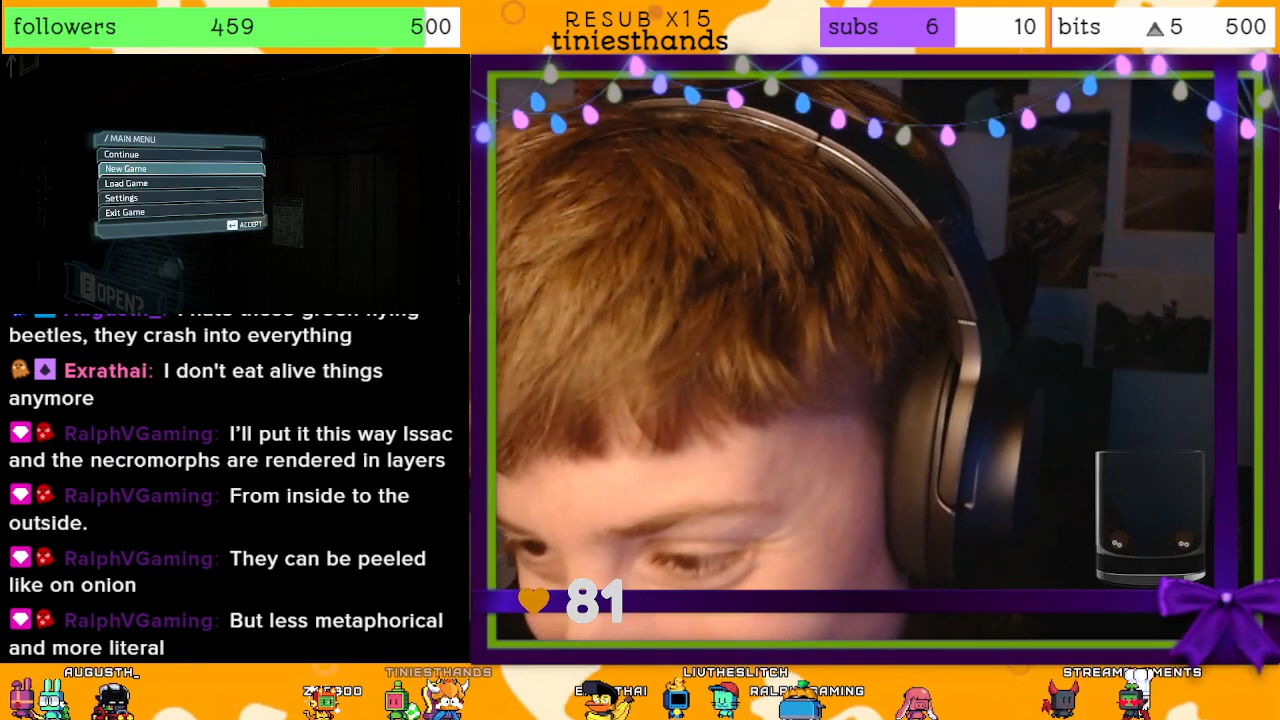 followers 459 500
RESUB X15
tiniesthands
subs 6 10
bits 5 500
/ MAIN MENU
Continue
New Game
Load Game
Settings
Exit Game
ACCEPT
E OPEN?
beetles, they crash into everything
Exrathai: I don't eat alive things
anymore
RalphVGaming: I'll put it this way Issac
and the necromorphs are rendered in layers
RalphVGaming: From inside to the
outside.
RalphVGaming: They can be peeled
like on onion
RalphVGaming: But less metaphorical
and more literal
81
AUGUSTH_
TINIESTHANDS
LIVTHESLITCH